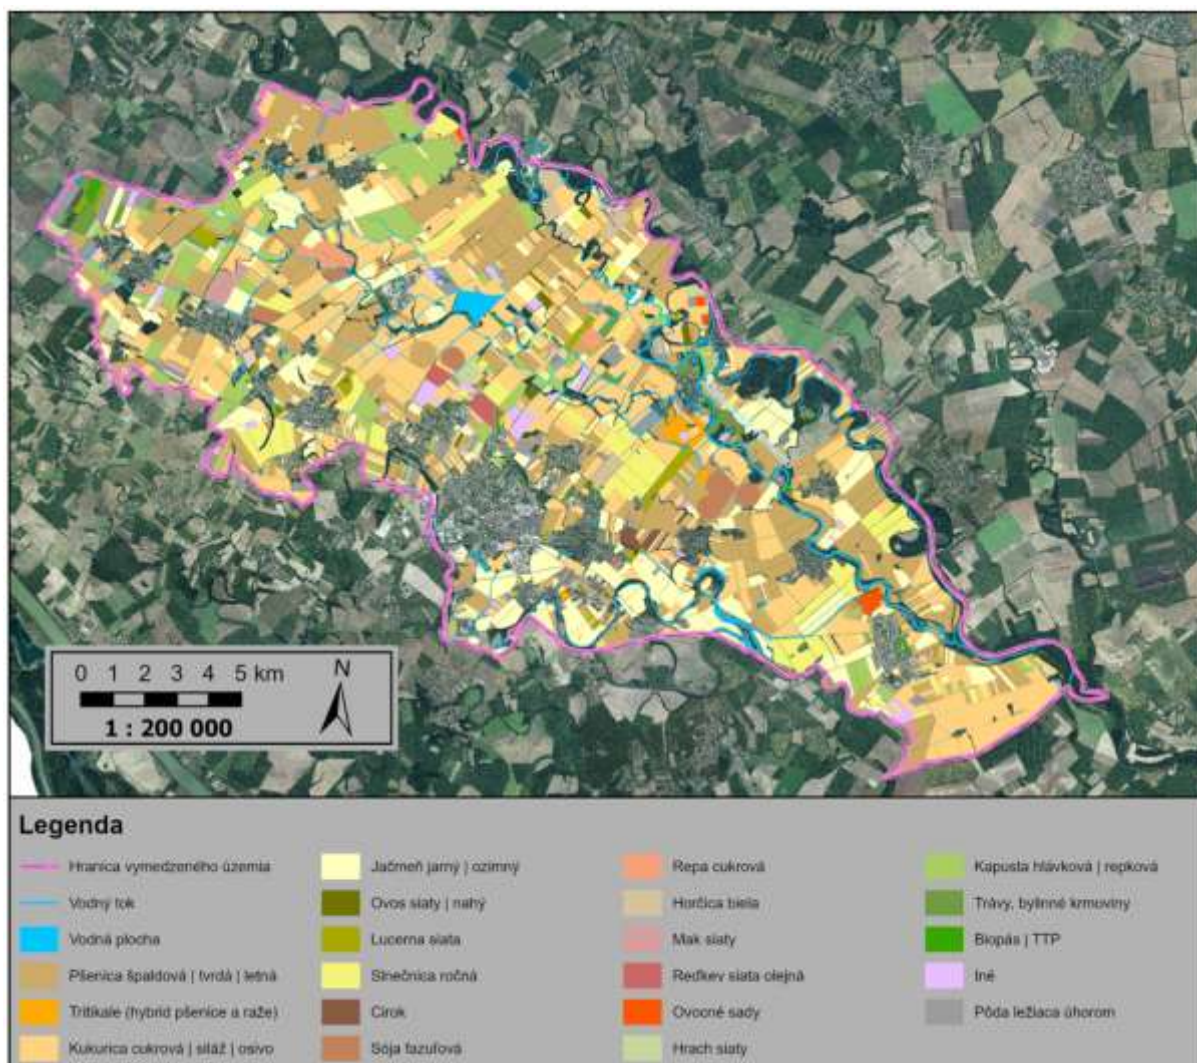 0 1 2 3 4 5 km
N
1 : 200 000
Legenda
Hranica vymedzeného územia
Vodný tok
Vodná plocha
Pšenica špaldová | tvrdá | letná
Tritikale (hybrid pšenice a raže)
Kukurica cukrová | siláž | osivo
Jačmeň jarný | ozimný
Ovos siaty | nahý
Lucerna siata
Slnečnica ročná
Cirok
Sója fazuľová
Repa cukrová
Horčica biela
Mak siaty
Reďkev siata olejná
Ovocné sady
Hrach siaty
Kapusta hlávková | repková
Trávy, bylinné krmoviny
Biopás | TTP
Iné
Pôda ležiaca úhorom